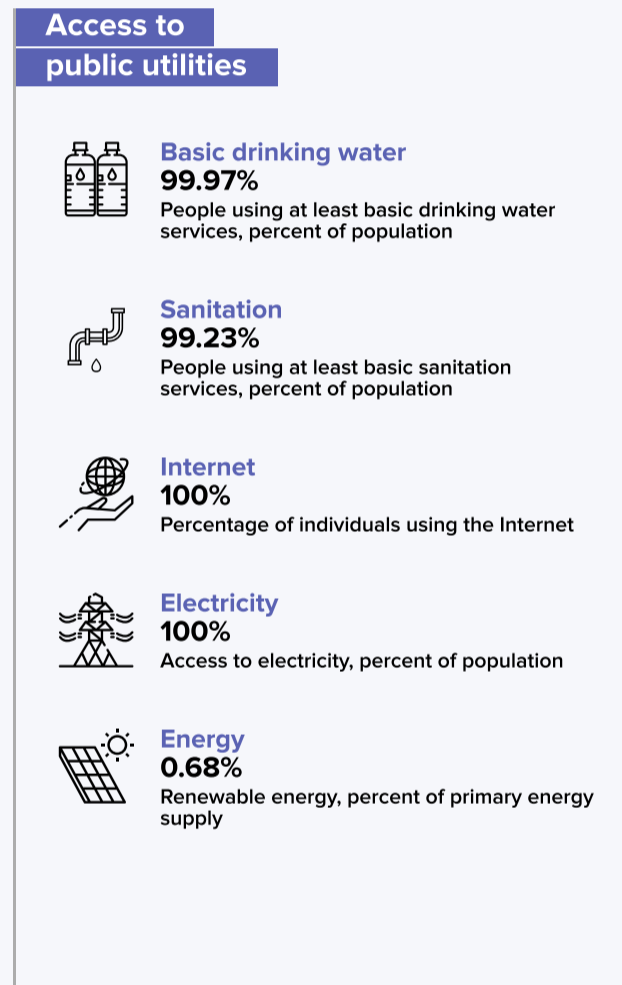 Access to
public utilities
Basic drinking water
99.97%
People using at least basic drinking water
services, percent of population
Sanitation
99.23%
People using at least basic sanitation
services, percent of population
Internet
100%
Percentage of individuals using the Internet
Electricity
100%
Access to electricity, percent of population
Energy
0.68%
Renewable energy, percent of primary energy
supply